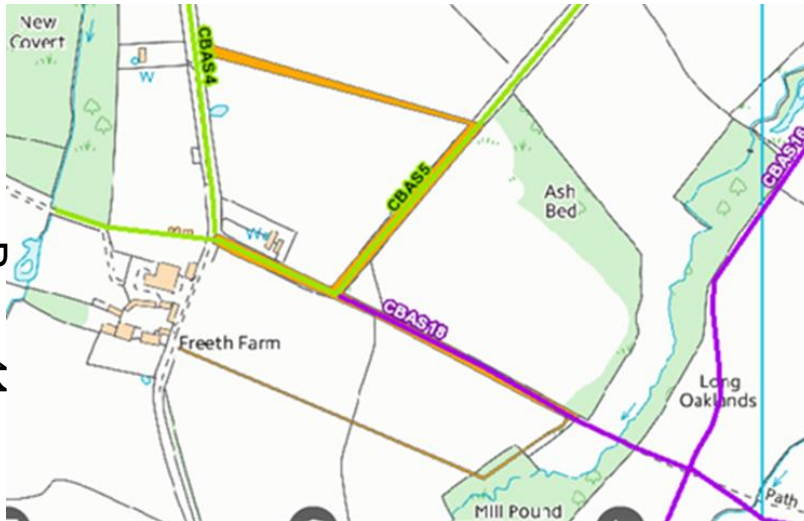 New
Covert
CBAS4
W
CBAS5
Ash
Bed
CBAS16
CBAS18
Freeth Farm
Long
Oaklands
Path
Mill Pound